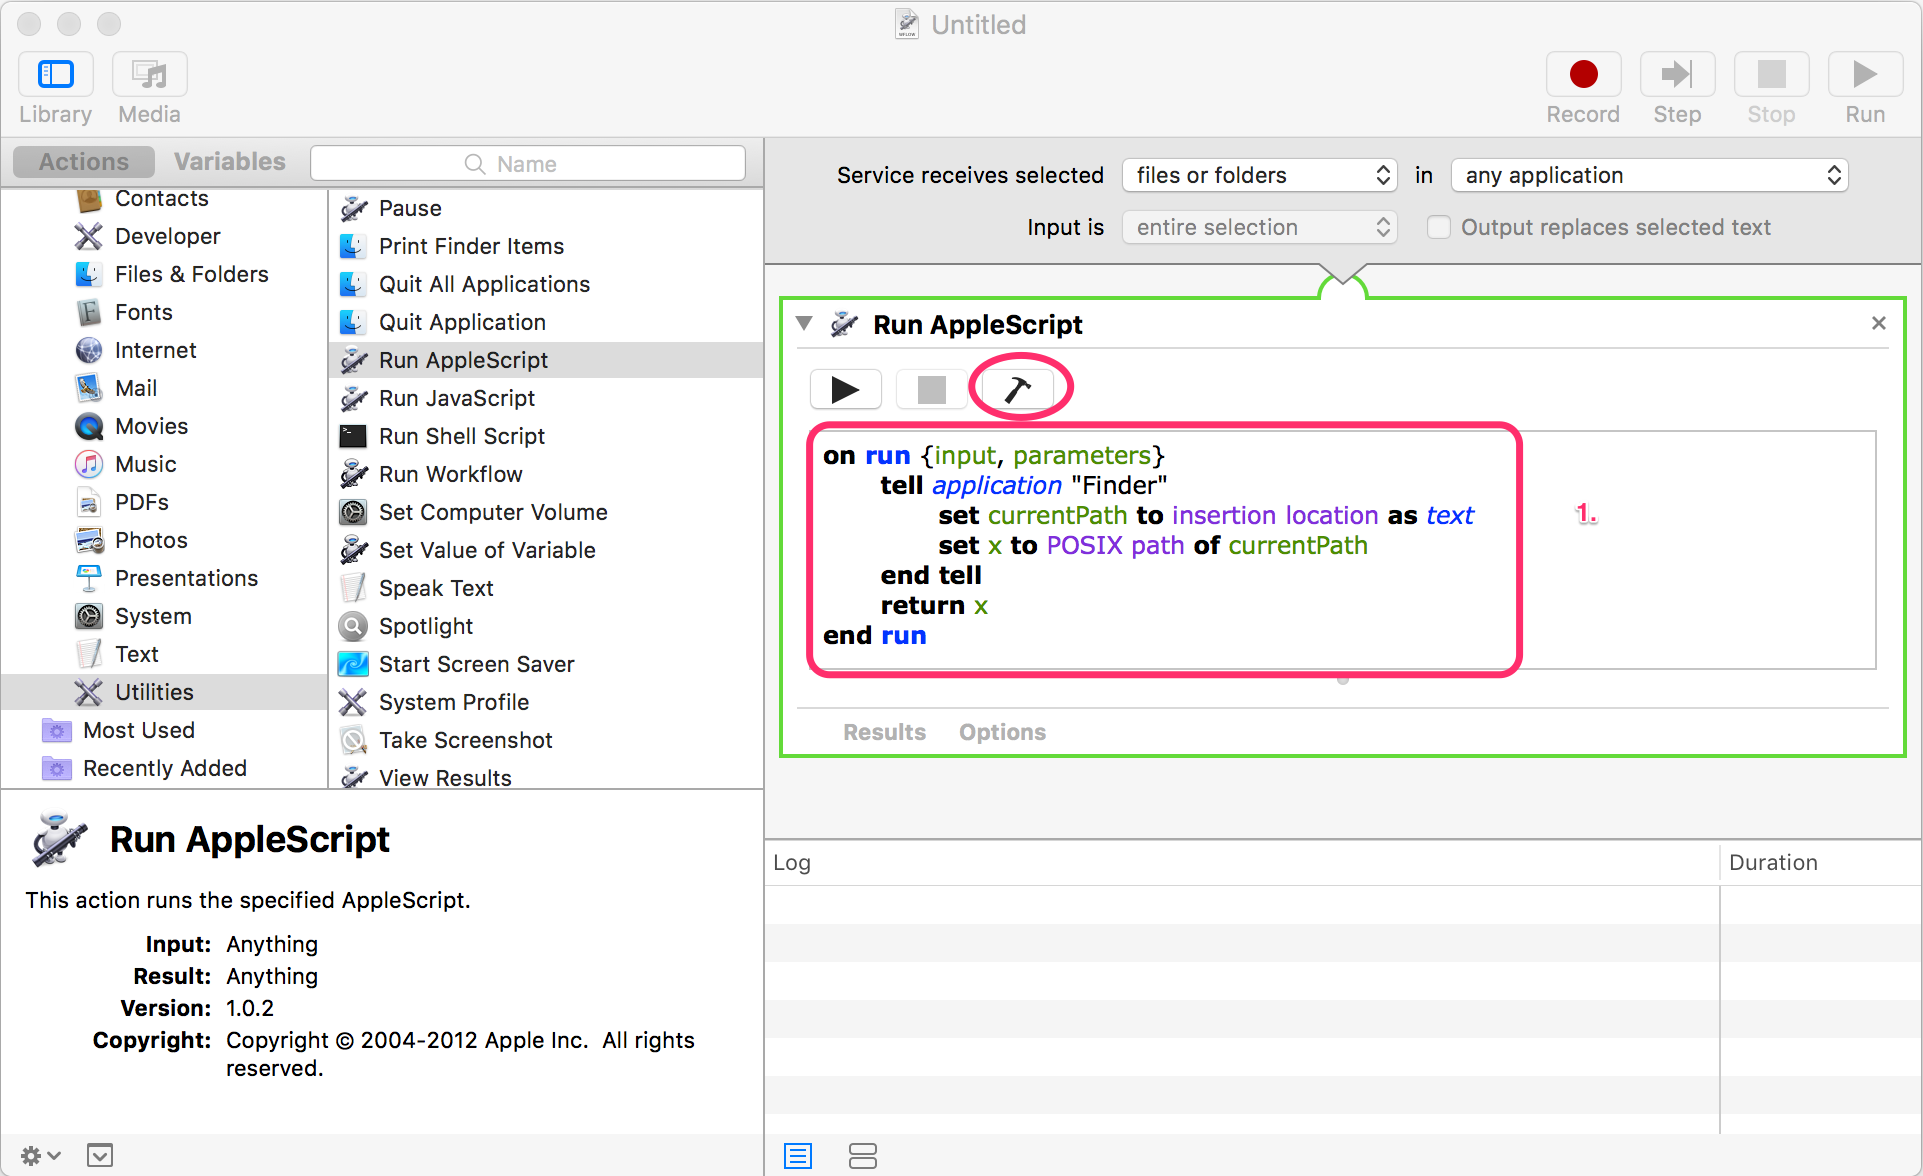 Untitled
Library
Media
Record
Step
Stop
Run
Actions
Variables
Name
Contacts
Developer
Files & Folders
Fonts
Internet
Mail
Movies
Music
PDFs
Photos
Presentations
System
Text
Utilities
Most Used
Recently Added
Pause
Print Finder Items
Quit All Applications
Quit Application
Run AppleScript
Run JavaScript
Run Shell Script
Run Workflow
Set Computer Volume
Set Value of Variable
Speak Text
Spotlight
Start Screen Saver
System Profile
Take Screenshot
View Results
Run AppleScript
This action runs the specified AppleScript.
Input: Anything
Result: Anything
Version: 1.0.2
Copyright: Copyright © 2004-2012 Apple Inc.  All rights
reserved.
Service receives selected files or folders in any application
Input is entire selection Output replaces selected text
Run AppleScript
on run {input, parameters}
tell application "Finder"
set currentPath to insertion location as text
set x to POSIX path of currentPath
end tell
return x
end run
1.
Results Options
Log
Duration